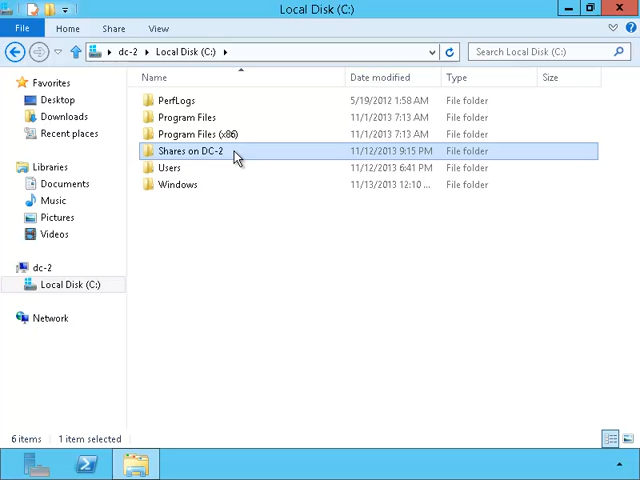 Local Disk (C:)
File Home Share View
dc-2 Local Disk (C:)
Search Local Disk (C:)
Name Date modified Type Size
Favorites
Desktop
Downloads
Recent places
Libraries
Documents
Music
Pictures
Videos
dc-2
Local Disk (C:)
Network
PerfLogs 5/19/2012 1:58 AM File folder
Program Files 11/1/2013 7:13 AM File folder
Program Files (x86) 11/1/2013 7:13 AM File folder
Shares on DC-2 11/12/2013 9:15 PM File folder
Users 11/12/2013 6:41 PM File folder
Windows 11/13/2013 12:10 ... File folder
6 items 1 item selected